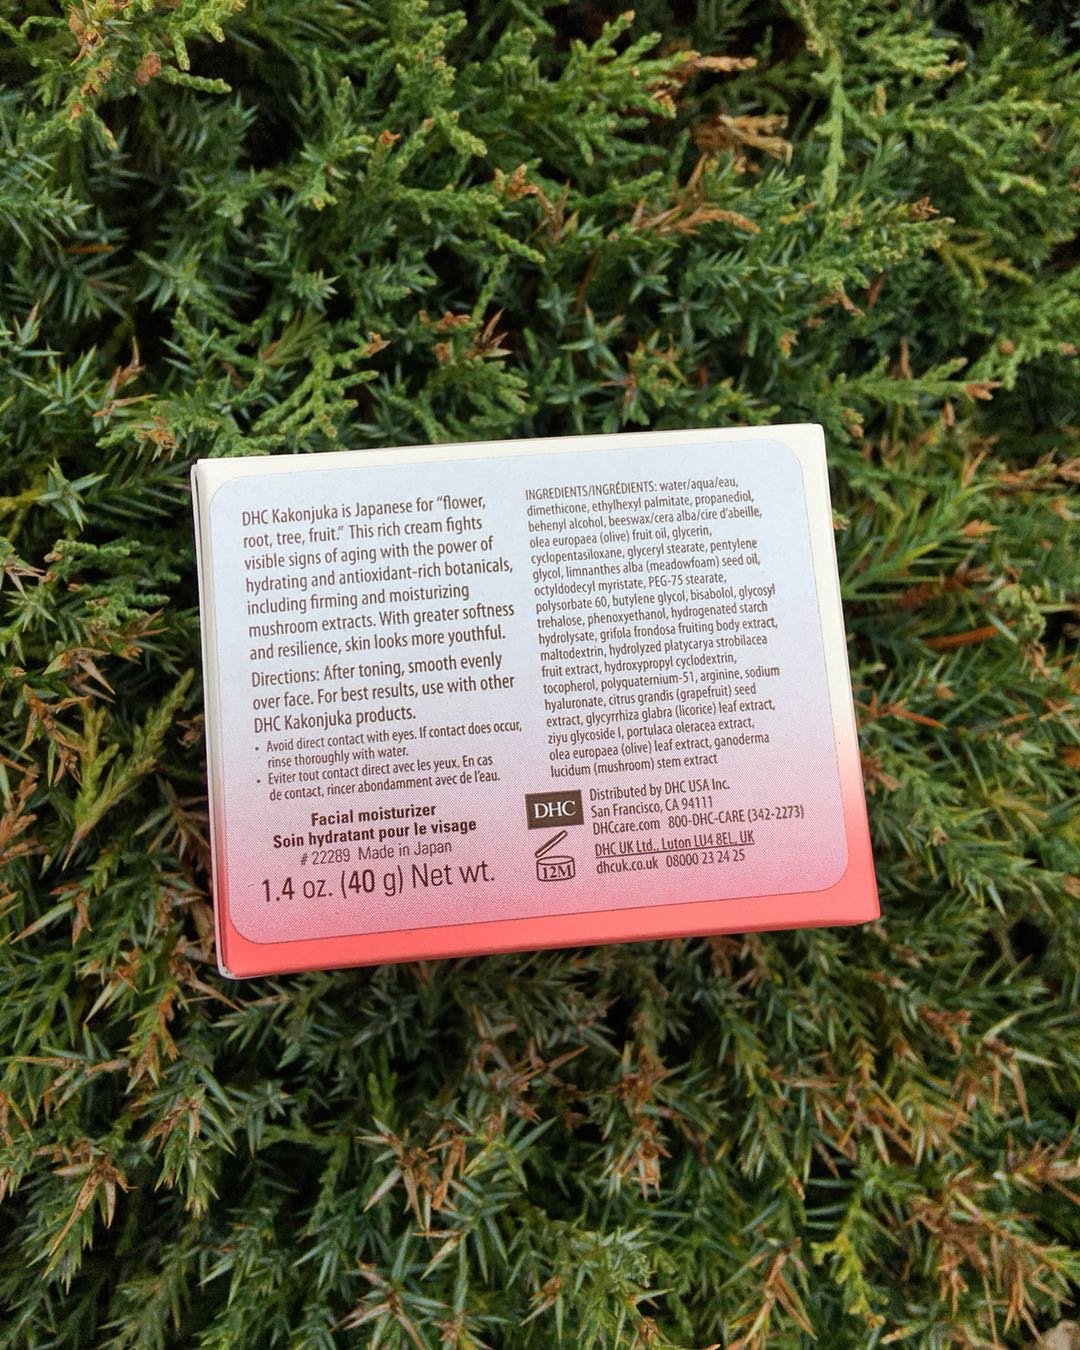 DHC Kakonjuka is Japanese for “flower,
root, tree, fruit.” This rich cream fights
visible signs of aging with the power of
hydrating and antioxidant-rich botanicals,
including firming and moisturizing
mushroom extracts. With greater softness
and resilience, skin looks more youthful.
Directions: After toning, smooth evenly
over face. For best results, use with other
DHC Kakonjuka products.
• Avoid direct contact with eyes. If contact does occur,
rinse thoroughly with water.
• Eviter tout contact direct avec les yeux. En cas
de contact, rincer abondamment avec de l’eau.
Facial moisturizer
Soin hydratant pour le visage
# 22289 Made in Japan
1.4 oz. (40 g) Net wt.
INGREDIENTS/INGRÉDIENTS: water/aqua/eau,
dimethicone, ethylhexyl palmitate, propanediol,
behenyl alcohol, beeswax/cera alba/cire d’abeille,
olea europaea (olive) fruit oil, glycerin,
cyclopentasiloxane, glyceryl stearate, pentylene
glycol, limnanthes alba (meadowfoam) seed oil,
octyldodecyl myristate, PEG-75 stearate,
polysorbate 60, butylene glycol, bisabolol, glycosyl
trehalose, phenoxyethanol, hydrogenated starch
hydrolysate, grifola frondosa fruiting body extract,
maltodextrin, hydrolyzed platycarya strobilacea
fruit extract, hydroxypropyl cyclodextrin,
tocopherol, polyquaternium-51, arginine, sodium
hyaluronate, citrus grandis (grapefruit) seed
extract, glycyrrhiza glabra (licorice) leaf extract,
ziyu glycoside I, portulaca oleracea extract,
olea europaea (olive) leaf extract, ganoderma
lucidum (mushroom) stem extract
DHC
Distributed by DHC USA Inc.
San Francisco, CA 94111
DHCcare.com 800-DHC-CARE (342-2273)
12M
DHC UK Ltd., Luton LU4 8EL, UK
dhcuk.co.uk 08000 23 24 25